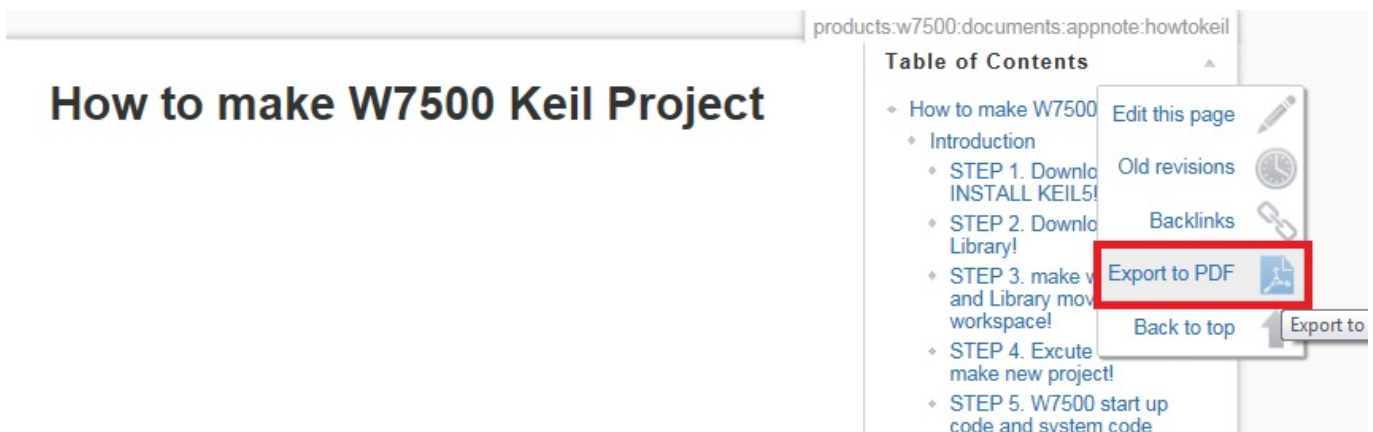 products:w7500:documents:appnote:howtokeil
Table of Contents
How to make W7500 Keil Project
How to make W7500
Edit this page
Introduction
Old revisions
STEP 1. Downlo
INSTALL KEIL5!
Backlinks
STEP 2. Downlo
Library!
Export to PDF
STEP 3. make
and Library mov
workspace!
Back to top
Export to
STEP 4. Excute
make new project!
STEP 5. W7500 start up
code and system code